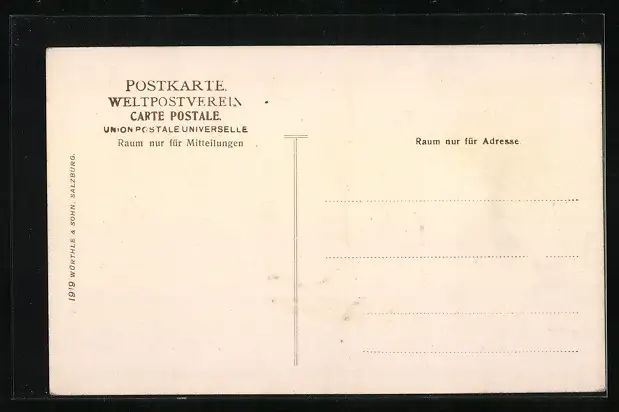 POSTKARTE.
WELTPOSTVEREIN
CARTE POSTALE.
UNION POSTALE UNIVERSELLE
Raum nur für Mitteilungen
Raum nur für Adresse
1919 WÜRTHLE & SOHN, SALZBURG.